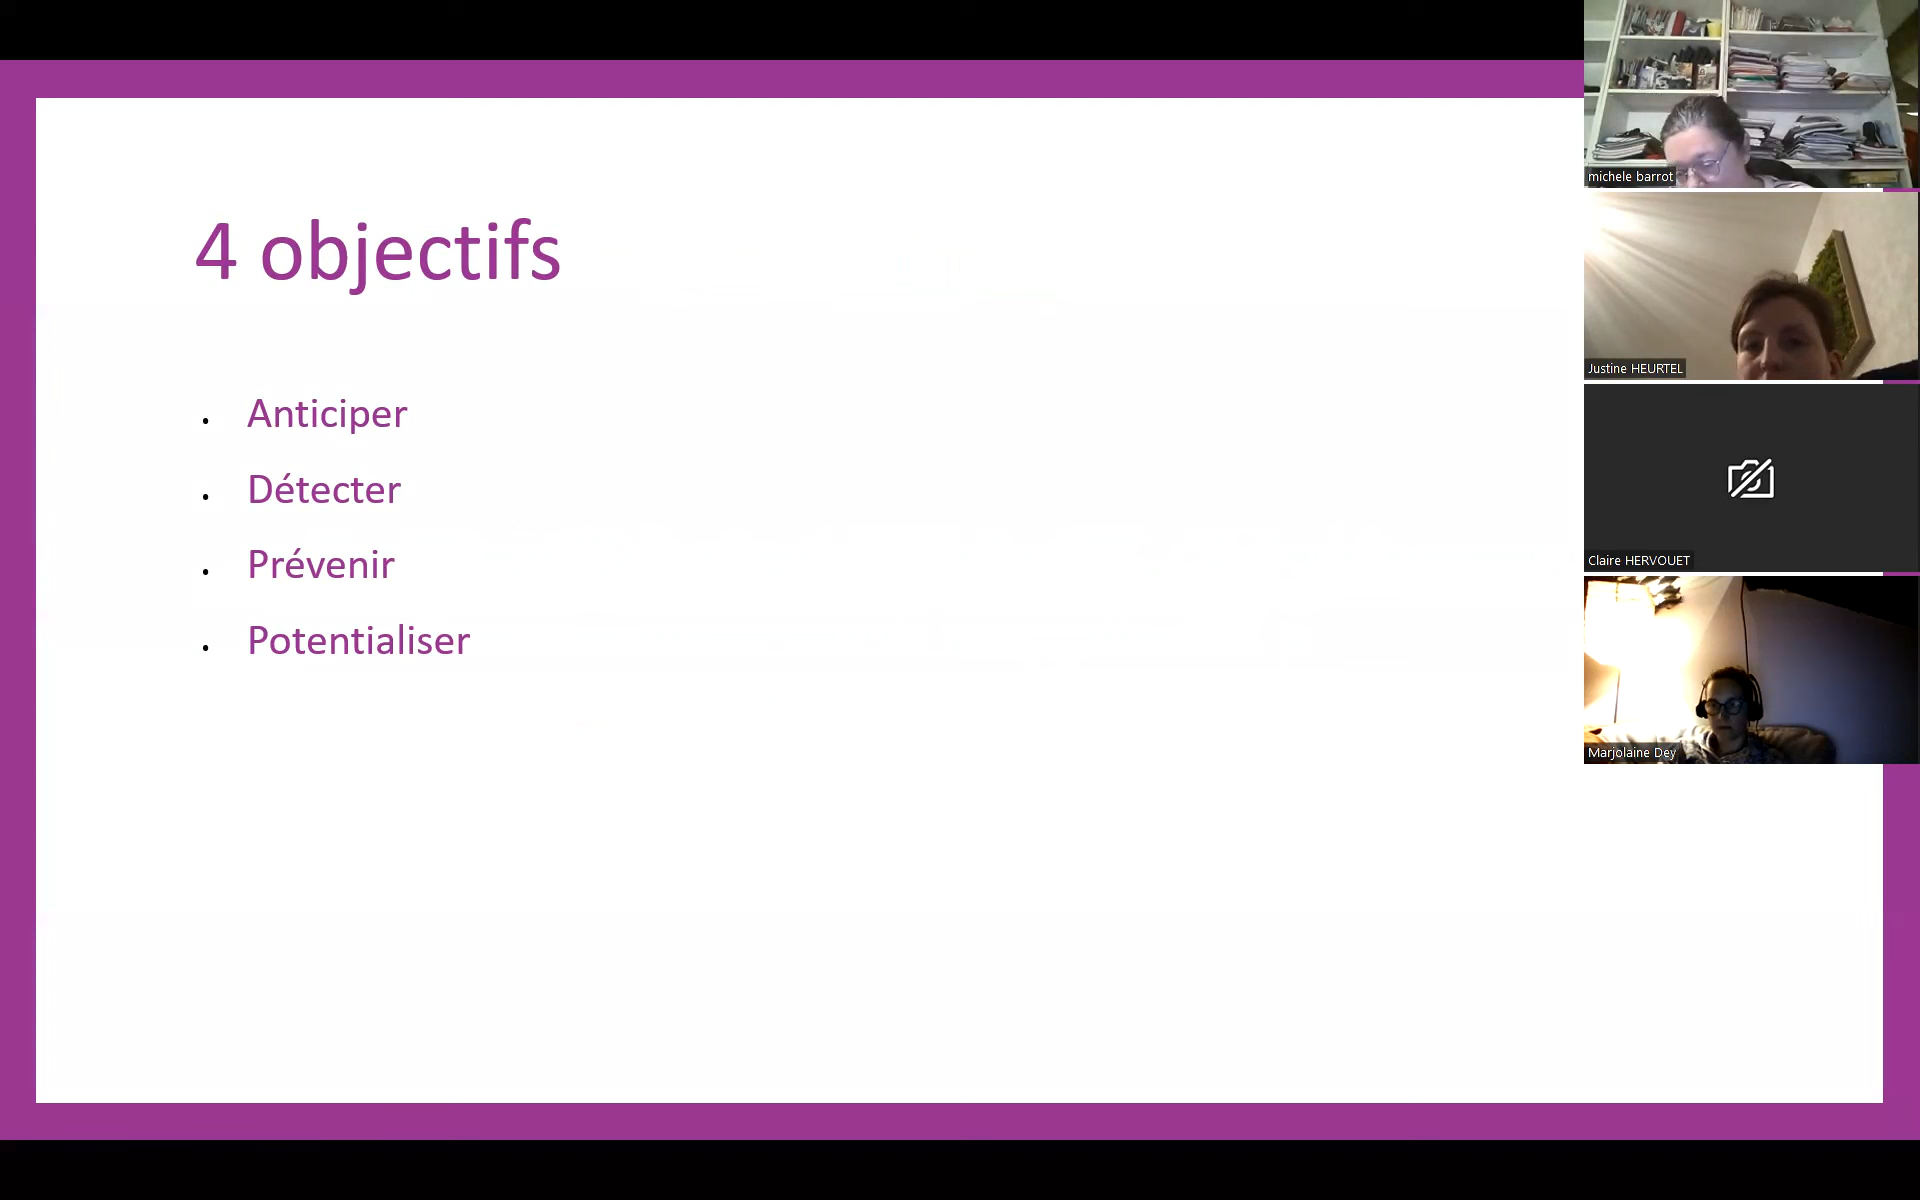 4 objectifs
• Anticiper
• Détecter
• Prévenir
• Potentialiser
michele barrot
Justine HEURTEL
Claire HERVOUET
Marjolaine Dey